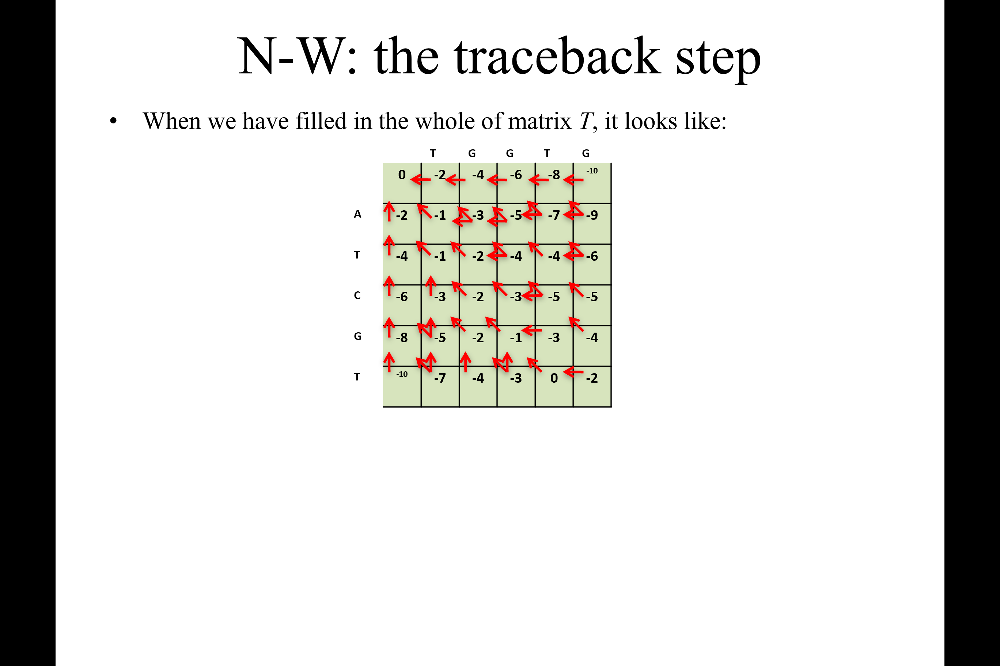 N-W: the traceback step
• When we have filled in the whole of matrix T, it looks like:
T G G T G
0 -2 -4 -6 -8 -10
A -2 -1 -3 -5 -7 -9
T -4 -1 -2 -4 -4 -6
C -6 -3 -2 -3 -5 -5
G -8 -5 -2 -1 -3 -4
T -10 -7 -4 -3 0 -2